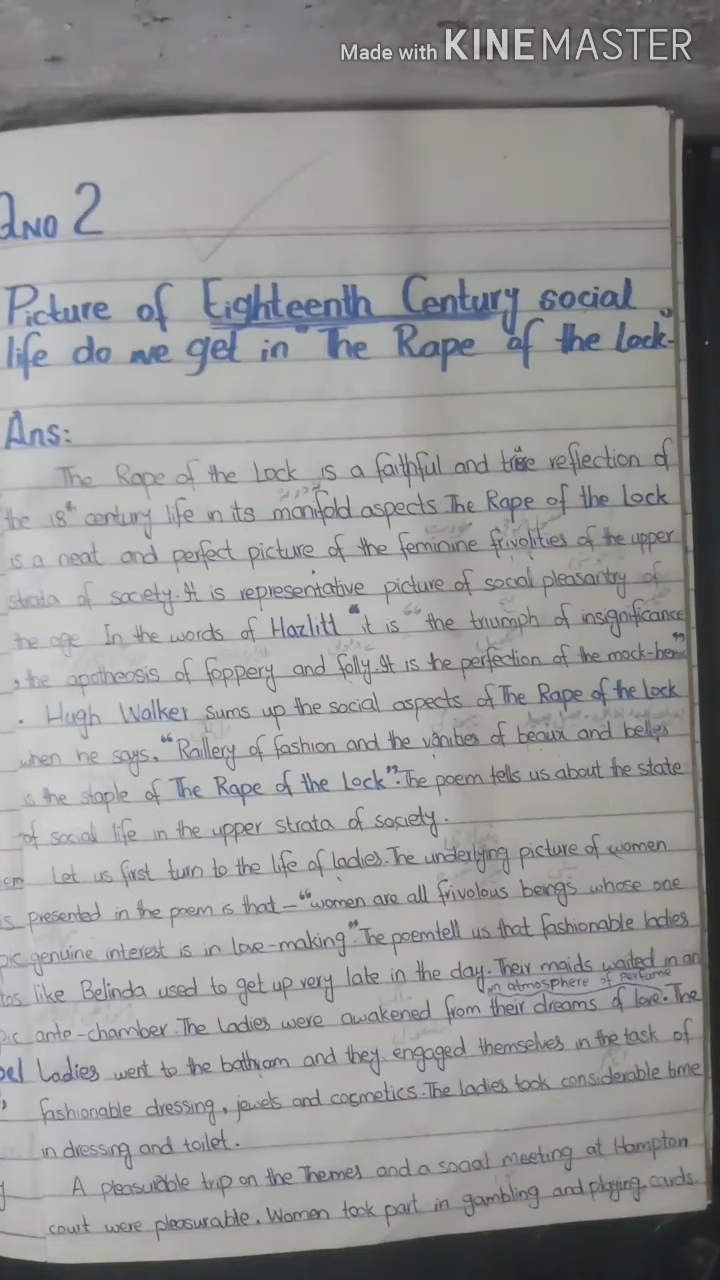 Made with KINEMASTER
QNO 2
Picture of Eighteenth Century social
life do we get in "The Rape of the Lock"
Ans:
The Rape of the Lock is a faithful and true reflection of
the 18th century life in its manifold aspects The Rape of the Lock
is a neat and perfect picture of the feminine frivolities of the upper
strata of society. It is representative picture of social pleasantry of
the age In the words of Hazlitt "it is "the triumph of insignificance
, the apotheosis of foppery and folly. It is the perfection of the mock-heroic"
. Hugh Walker sums up the social aspects of The Rape of the Lock
when he says, "Raillery of fashion and the vanities of beaux and belles
is the staple of The Rape of the Lock". The poem tells us about the state
of social life in the upper strata of society.
Let us first turn to the life of ladies. The underlying picture of women
is presented in the poem is that - "women are all frivolous beings whose one
genuine interest is in love-making". The poem tell us that fashionable ladies
like Belinda used to get up very late in the day. Their maids waited in an
in atmosphere of perfume
ante-chamber. The ladies were awakened from their dreams of love. The
Ladies went to the bathroom and they engaged themselves in the task of
fashionable dressing, jewels and cosmetics. The ladies took considerable time
in dressing and toilet.
A pleasurable trip on the Themes and a social meeting at Hampton
court were pleasurable. Women took part in gambling and playing cards.